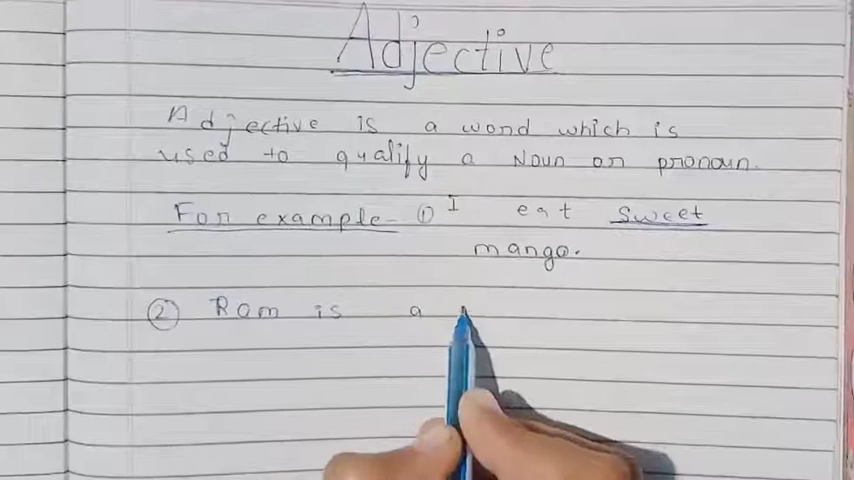 Adjective
Adjective is a word which is
used to qualify a Noun or pronoun.
For example- ① I eat Sweet
mango.
② Ram is a